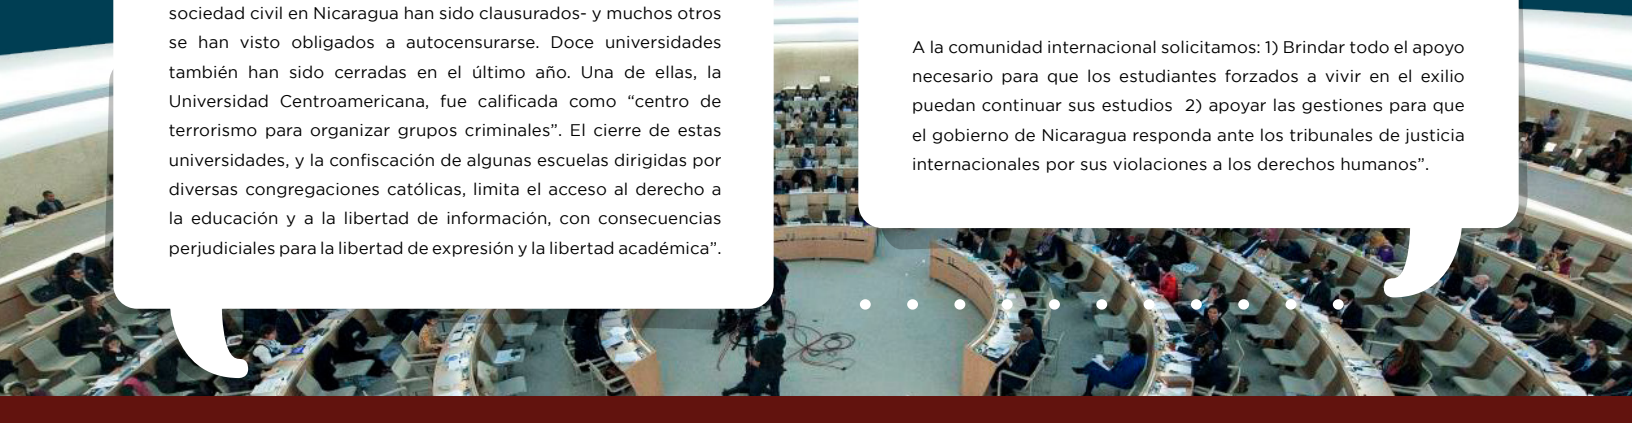 sociedad civil en Nicaragua han sido clausurados- y muchos otros
se han visto obligados a autocensurarse. Doce universidades
también han sido cerradas en el último año. Una de ellas, la
Universidad Centroamericana, fue calificada como “centro de
terrorismo para organizar grupos criminales”. El cierre de estas
universidades, y la confiscación de algunas escuelas dirigidas por
diversas congregaciones católicas, limita el acceso al derecho a
la educación y a la libertad de información, con consecuencias
perjudiciales para la libertad de expresión y la libertad académica”.
A la comunidad internacional solicitamos: 1) Brindar todo el apoyo
necesario para que los estudiantes forzados a vivir en el exilio
puedan continuar sus estudios  2) apoyar las gestiones para que
el gobierno de Nicaragua responda ante los tribunales de justicia
internacionales por sus violaciones a los derechos humanos”.